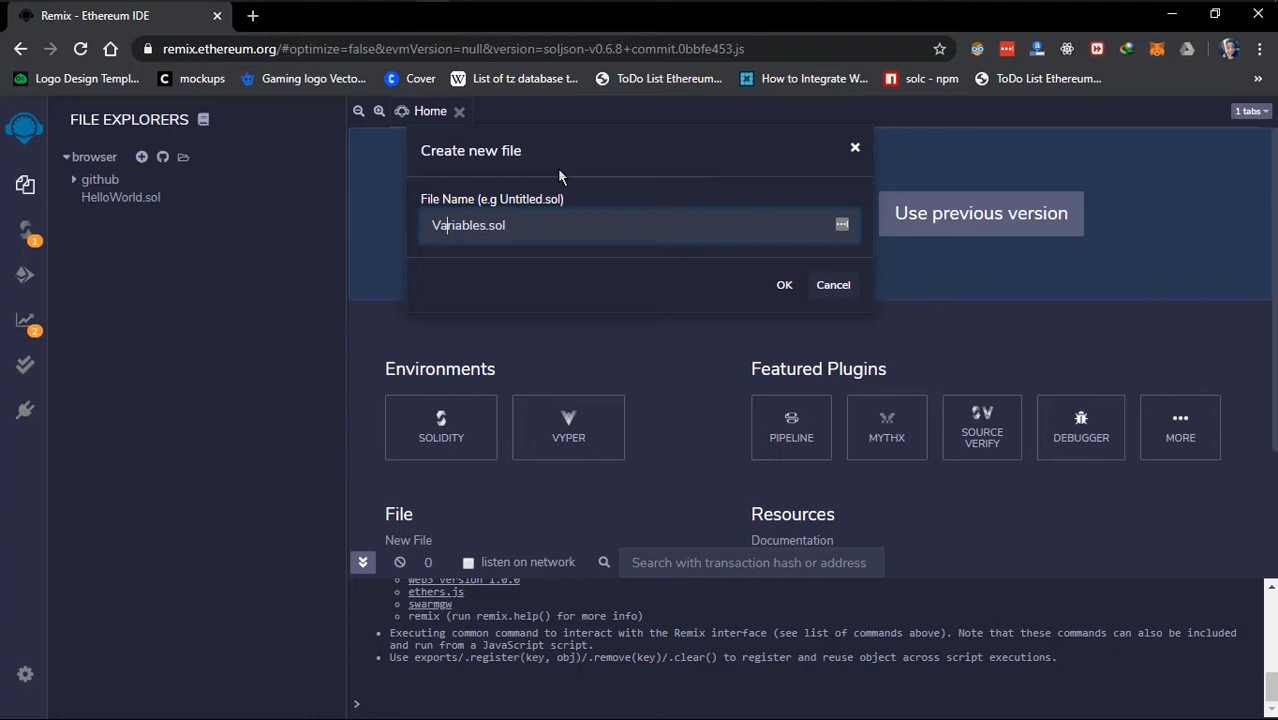 Remix - Ethereum IDE
remix.ethereum.org/#optimize=false&evmVersion=null&version=soljson-v0.6.8+commit.0bbfe453.js
Logo Design Templ... mockups Gaming logo Vecto... Cover List of tz database t... ToDo List Ethereum... How to Integrate W... solc - npm ToDo List Ethereum... »
FILE EXPLORERS
Home
1 tabs
browser
github
HelloWorld.sol
1
2
Create new file
File Name (e.g Untitled.sol)
Variables.sol
OK Cancel
Use previous version
Environments
SOLIDITY
VYPER
Featured Plugins
PIPELINE
MYTHX
SOURCE
VERIFY
DEBUGGER
MORE
File
New File
Resources
Documentation
0 listen on network Search with transaction hash or address
web3 version 1.0.0
ethers.js
swarmgw
remix (run remix.help() for more info)
• Executing common command to interact with the Remix interface (see list of commands above). Note that these commands can also be included
and run from a JavaScript script.
• Use exports/.register(key, obj)/.remove(key)/.clear() to register and reuse object across script executions.
>